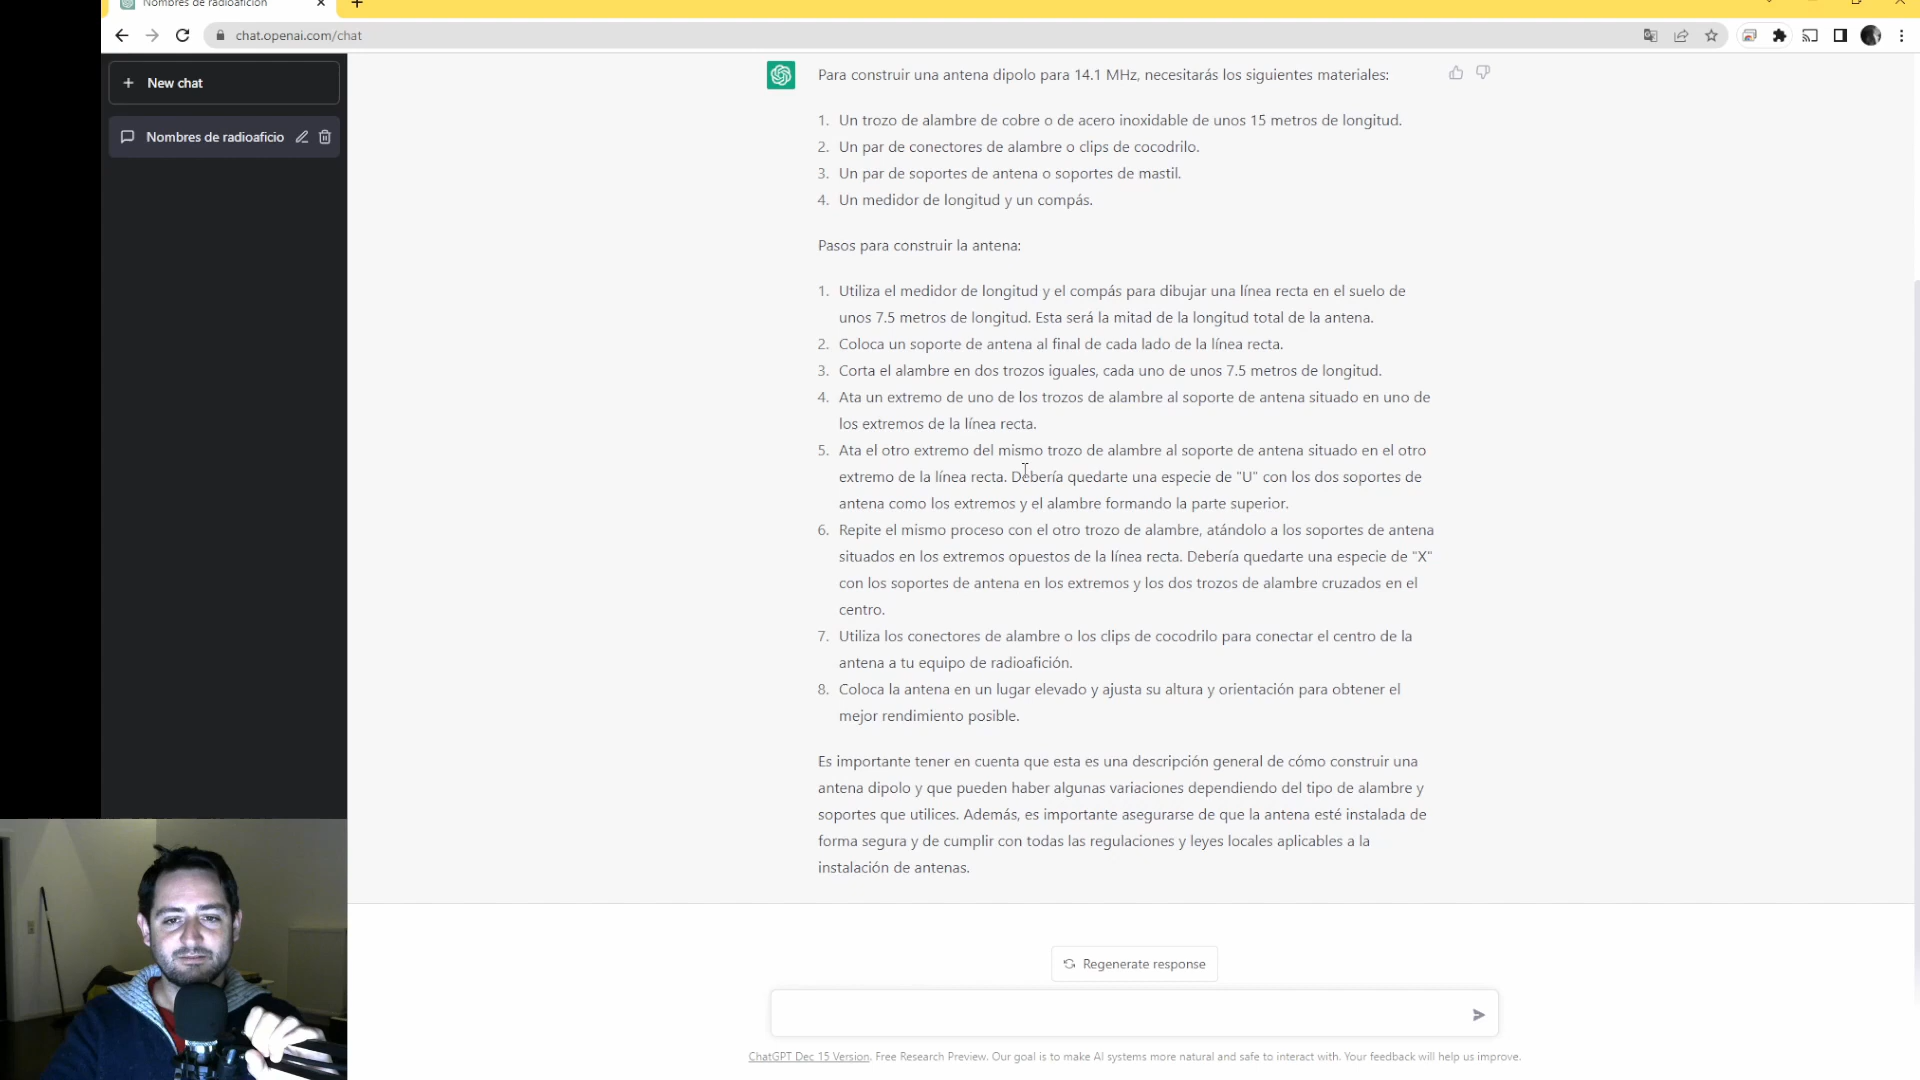 Nombres de radioafición
chat.openai.com/chat
New chat
Nombres de radioaficio
Para construir una antena dipolo para 14.1 MHz, necesitarás los siguientes materiales:
1. Un trozo de alambre de cobre o de acero inoxidable de unos 15 metros de longitud.
2. Un par de conectores de alambre o clips de cocodrilo.
3. Un par de soportes de antena o soportes de mastil.
4. Un medidor de longitud y un compás.
Pasos para construir la antena:
1. Utiliza el medidor de longitud y el compás para dibujar una línea recta en el suelo de
unos 7.5 metros de longitud. Esta será la mitad de la longitud total de la antena.
2. Coloca un soporte de antena al final de cada lado de la línea recta.
3. Corta el alambre en dos trozos iguales, cada uno de unos 7.5 metros de longitud.
4. Ata un extremo de uno de los trozos de alambre al soporte de antena situado en uno de
los extremos de la línea recta.
5. Ata el otro extremo del mismo trozo de alambre al soporte de antena situado en el otro
extremo de la línea recta. Debería quedarte una especie de "U" con los dos soportes de
antena como los extremos y el alambre formando la parte superior.
6. Repite el mismo proceso con el otro trozo de alambre, atándolo a los soportes de antena
situados en los extremos opuestos de la línea recta. Debería quedarte una especie de "X"
con los soportes de antena en los extremos y los dos trozos de alambre cruzados en el
centro.
7. Utiliza los conectores de alambre o los clips de cocodrilo para conectar el centro de la
antena a tu equipo de radioafición.
8. Coloca la antena en un lugar elevado y ajusta su altura y orientación para obtener el
mejor rendimiento posible.
Es importante tener en cuenta que esta es una descripción general de cómo construir una
antena dipolo y que pueden haber algunas variaciones dependiendo del tipo de alambre y
soportes que utilices. Además, es importante asegurarse de que la antena esté instalada de
forma segura y de cumplir con todas las regulaciones y leyes locales aplicables a la
instalación de antenas.
Regenerate response
ChatGPT Dec 15 Version. Free Research Preview. Our goal is to make AI systems more natural and safe to interact with. Your feedback will help us improve.